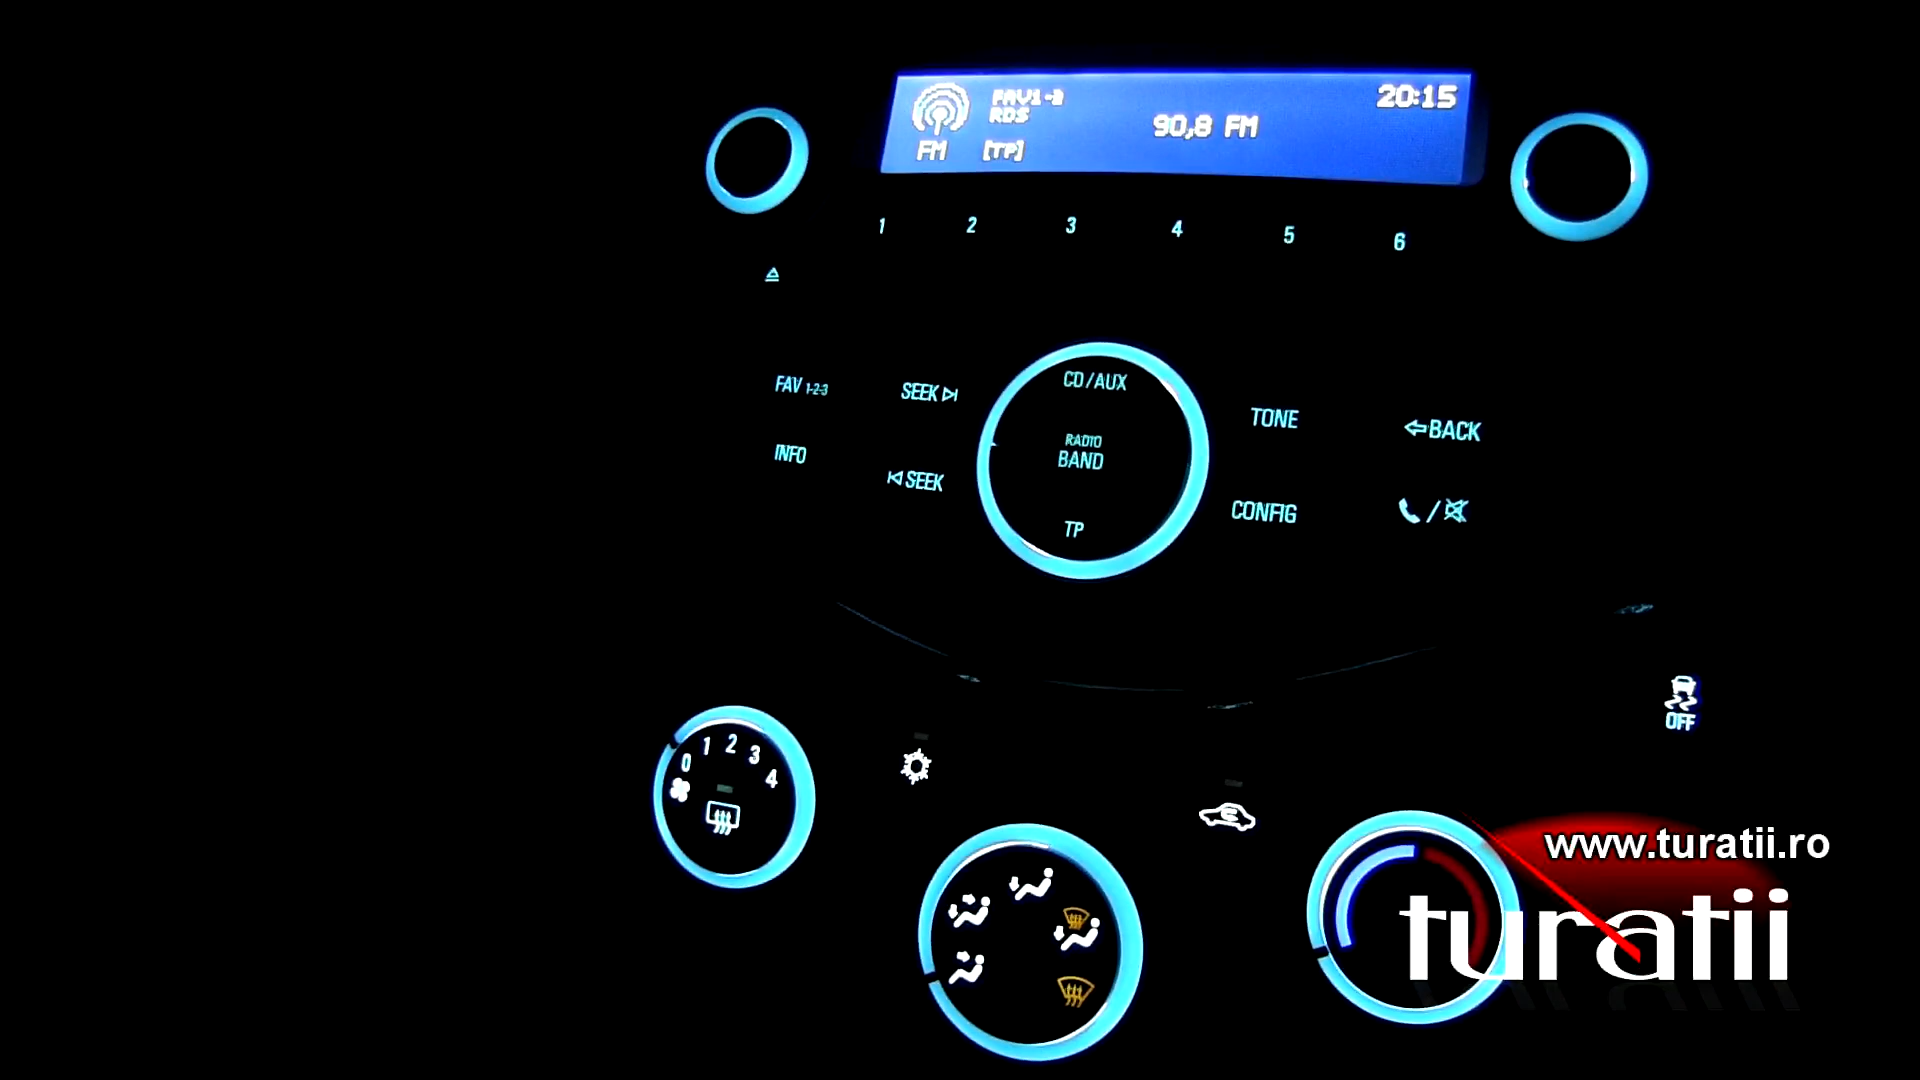 FAV1-2
20:15
RDS
90,8 FM
FM
[TP]
1 2 3 4 5 6
FAV 1-2-3
SEEK
CD/AUX
TONE
BACK
RADIO
BAND
INFO
SEEK
CONFIG
/
TP
OFF
0 1 2 3 4
www.turatii.ro
turatii